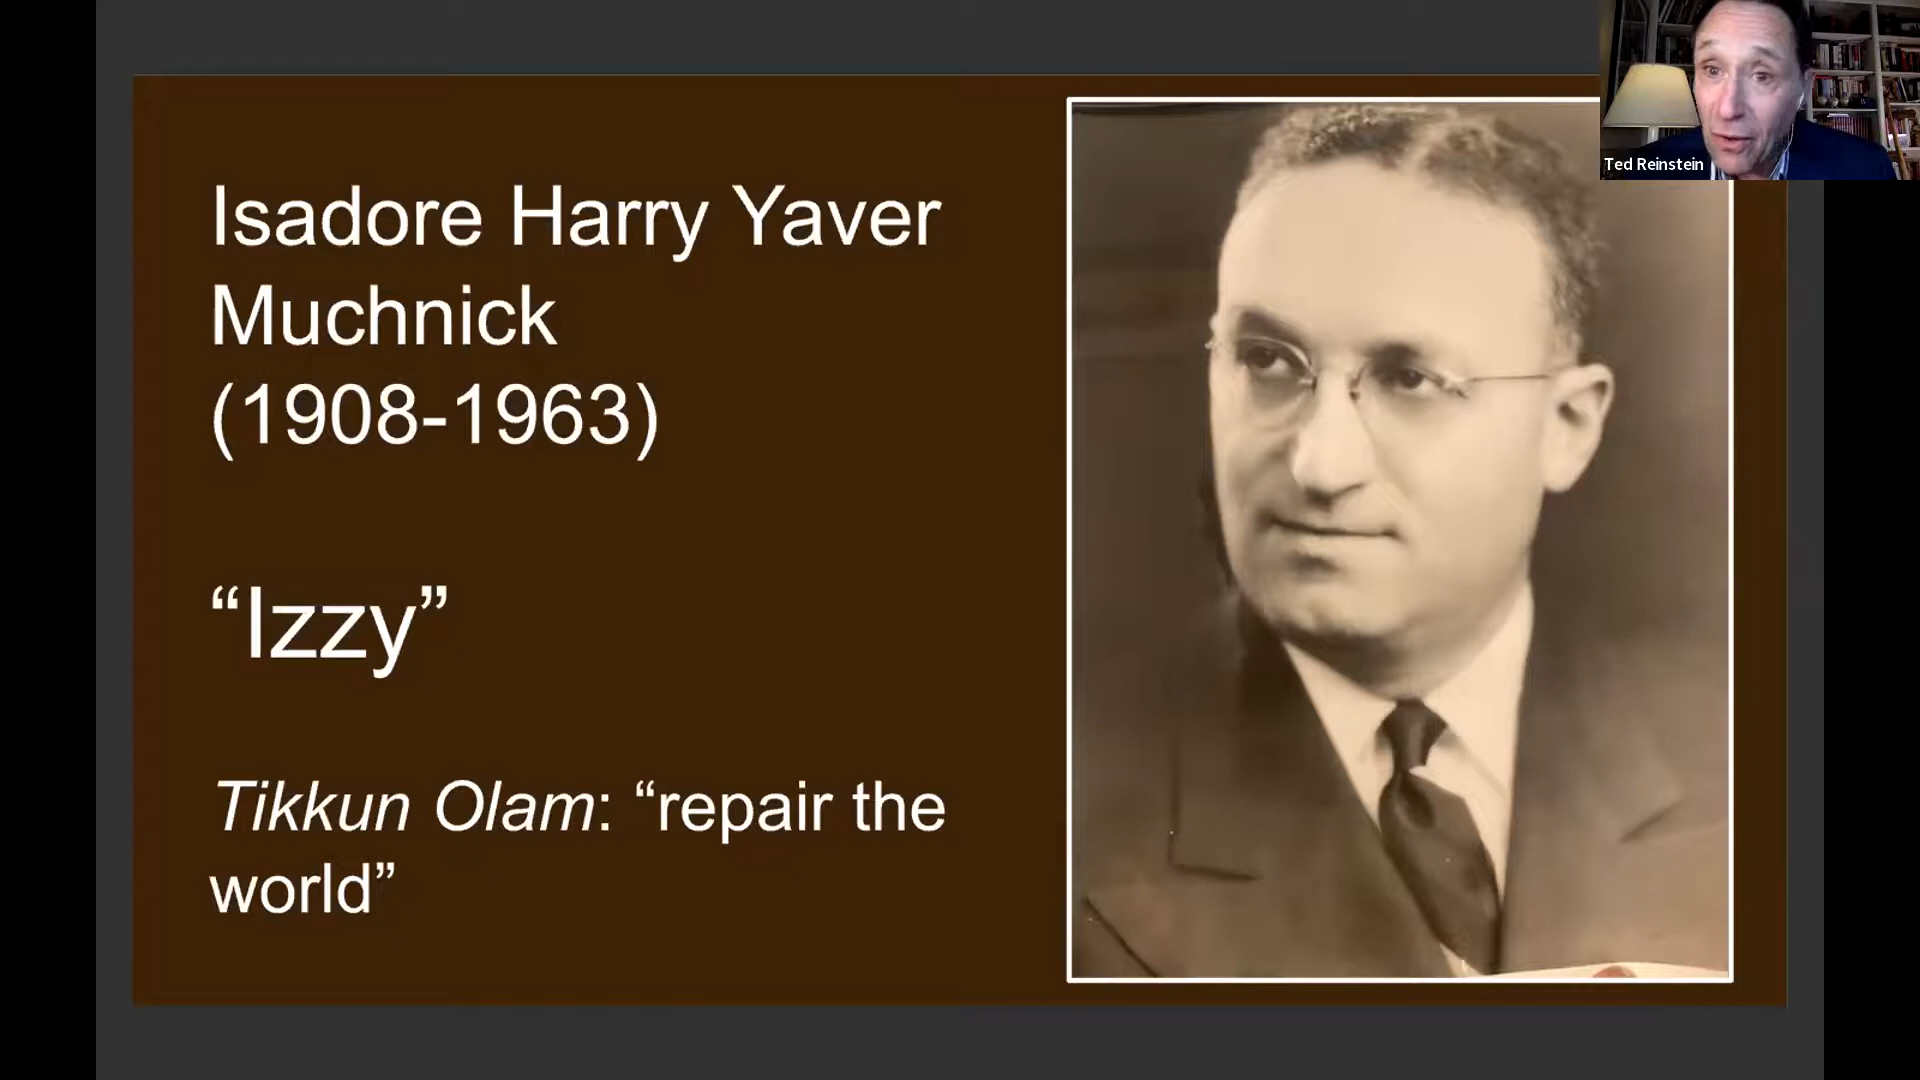 Isadore Harry Yaver
Muchnick
(1908-1963)
“Izzy”
Tikkun Olam: “repair the
world”
Ted Reinstein